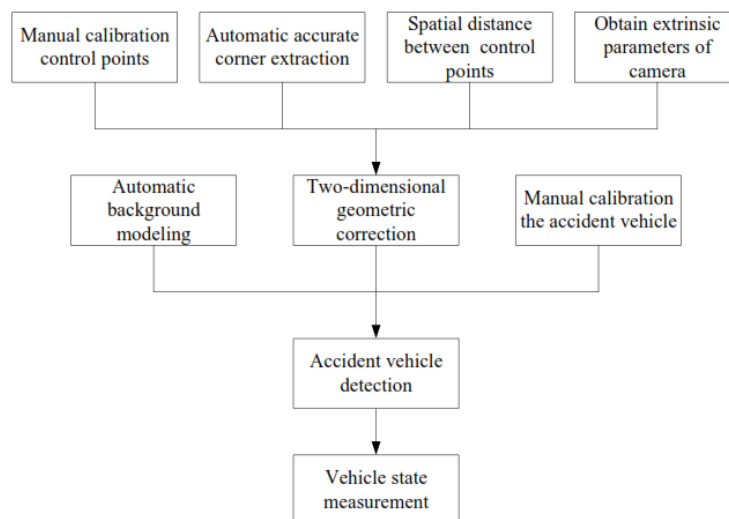 Manual calibration
control points
Automatic accurate
corner extraction
Spatial distance
between control
points
Obtain extrinsic
parameters of
camera
Automatic
background
modeling
Two-dimensional
geometric
correction
Manual calibration
the accident vehicle
Accident vehicle
detection
Vehicle state
measurement